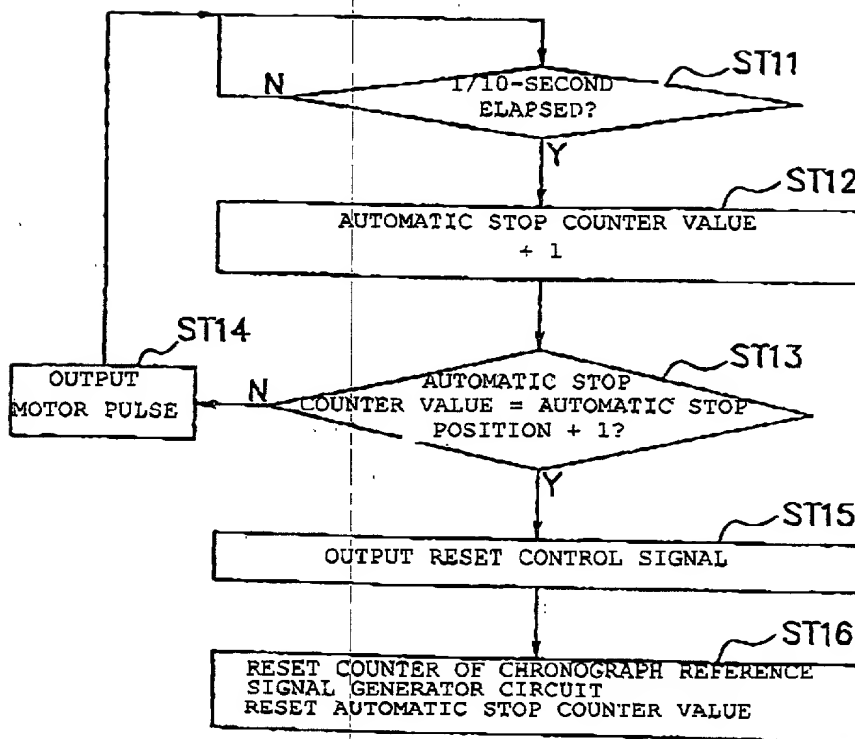 ST11
1/10-SECOND
ELAPSED?
N
Y
ST12
AUTOMATIC STOP COUNTER VALUE
+ 1
ST14
OUTPUT
MOTOR PULSE
ST13
AUTOMATIC STOP
COUNTER VALUE = AUTOMATIC STOP
POSITION + 1?
N
Y
ST15
OUTPUT RESET CONTROL SIGNAL
ST16
RESET COUNTER OF CHRONOGRAPH REFERENCE
SIGNAL GENERATOR CIRCUIT
RESET AUTOMATIC STOP COUNTER VALUE